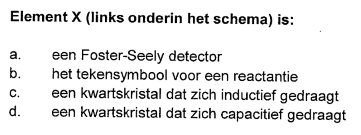 Element X (links onderin het schema) is:
a. een Foster-Seely detector
b. het tekensymbool voor een reactantie
c. een kwartskristal dat zich inductief gedraagt
d. een kwartskristal dat zich capacitief gedraagt